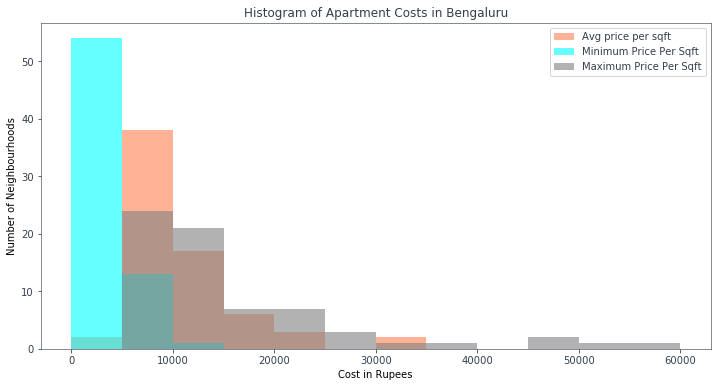 Histogram of Apartment Costs in Bengaluru
Avg price per sqft
Minimum Price Per Sqft
Maximum Price Per Sqft
Number of Neighbourhoods
50
40
30
20
10
0
0 10000 20000 30000 40000 50000 60000
Cost in Rupees